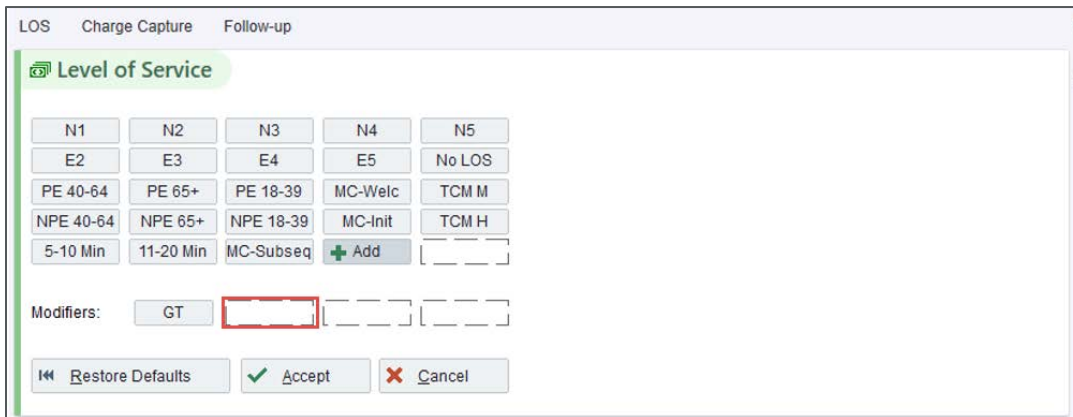 LOS Charge Capture Follow-up
Level of Service
N1 N2 N3 N4 N5
E2 E3 E4 E5 No LOS
PE 40-64 PE 65+ PE 18-39 MC-Welc TCM M
NPE 40-64 NPE 65+ NPE 18-39 MC-Init TCM H
5-10 Min 11-20 Min MC-Subseq Add
Modifiers: GT
Restore Defaults Accept Cancel